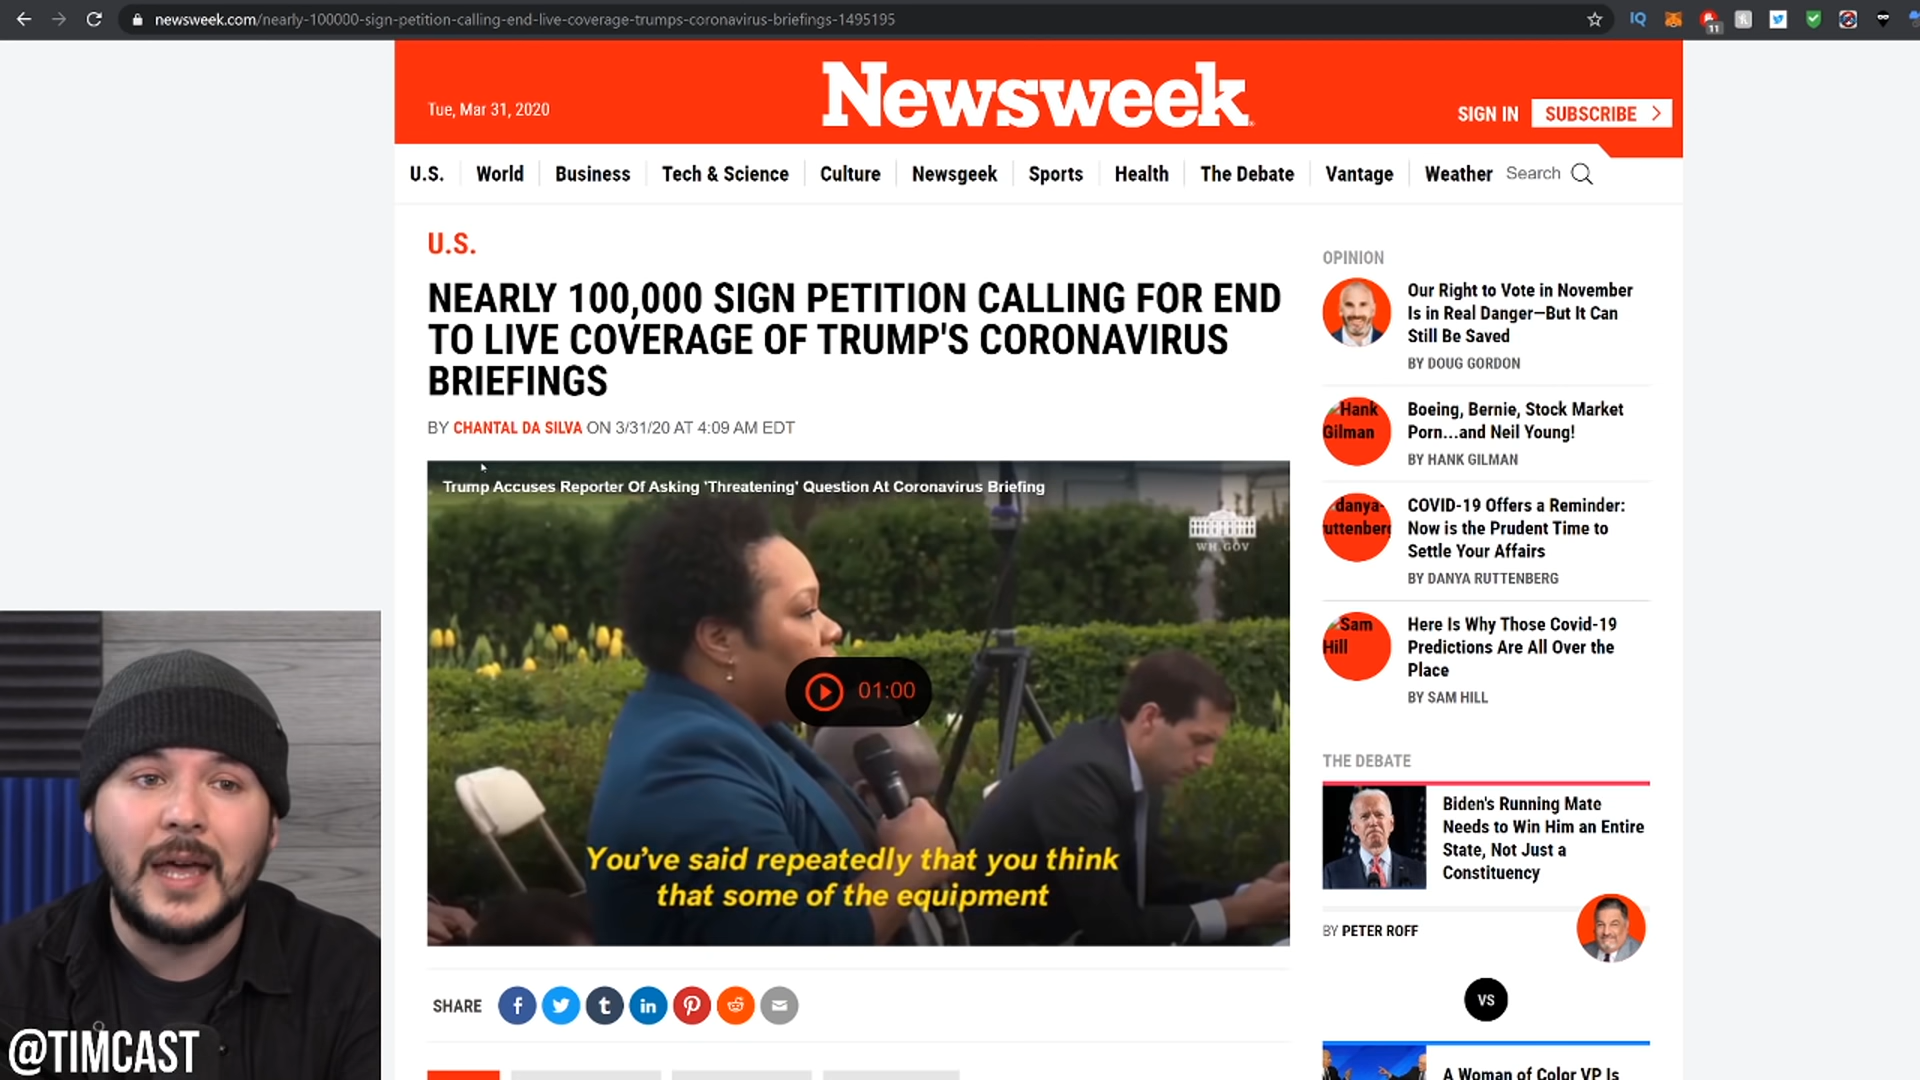 newsweek.com/nearly-100000-sign-petition-calling-end-live-coverage-trumps-coronavirus-briefings-1495195
IQ
11
Tue, Mar 31, 2020
Newsweek
SIGN IN
SUBSCRIBE
U.S.
World
Business
Tech & Science
Culture
Newsgeek
Sports
Health
The Debate
Vantage
Weather
Search
U.S.
NEARLY 100,000 SIGN PETITION CALLING FOR END
TO LIVE COVERAGE OF TRUMP'S CORONAVIRUS
BRIEFINGS
BY CHANTAL DA SILVA ON 3/31/20 AT 4:09 AM EDT
Trump Accuses Reporter Of Asking 'Threatening' Question At Coronavirus Briefing
WH.GOV
01:00
You've said repeatedly that you think
that some of the equipment
SHARE
OPINION
Our Right to Vote in November
Is in Real Danger—But It Can
Still Be Saved
BY DOUG GORDON
Hank
Gilman
Boeing, Bernie, Stock Market
Porn...and Neil Young!
BY HANK GILMAN
danya-
ruttenberg
COVID-19 Offers a Reminder:
Now is the Prudent Time to
Settle Your Affairs
BY DANYA RUTTENBERG
Sam
Hill
Here Is Why Those Covid-19
Predictions Are All Over the
Place
BY SAM HILL
THE DEBATE
Biden's Running Mate
Needs to Win Him an Entire
State, Not Just a
Constituency
BY PETER ROFF
VS
A Woman of Color VP Is
@TIMCAST